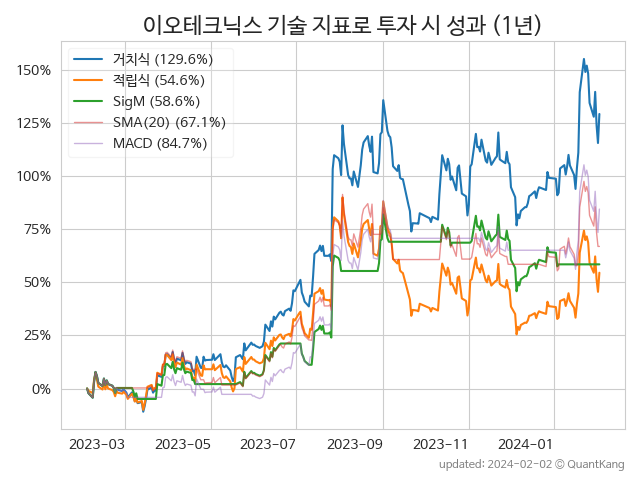 이오테크닉스 기술 지표로 투자 시 성과 (1년)
거치식 (129.6%)
적립식 (54.6%)
SigM (58.6%)
SMA(20) (67.1%)
MACD (84.7%)
150%
125%
100%
75%
50%
25%
0%
2023-03 2023-05 2023-07 2023-09 2023-11 2024-01
updated: 2024-02-02 © QuantKang